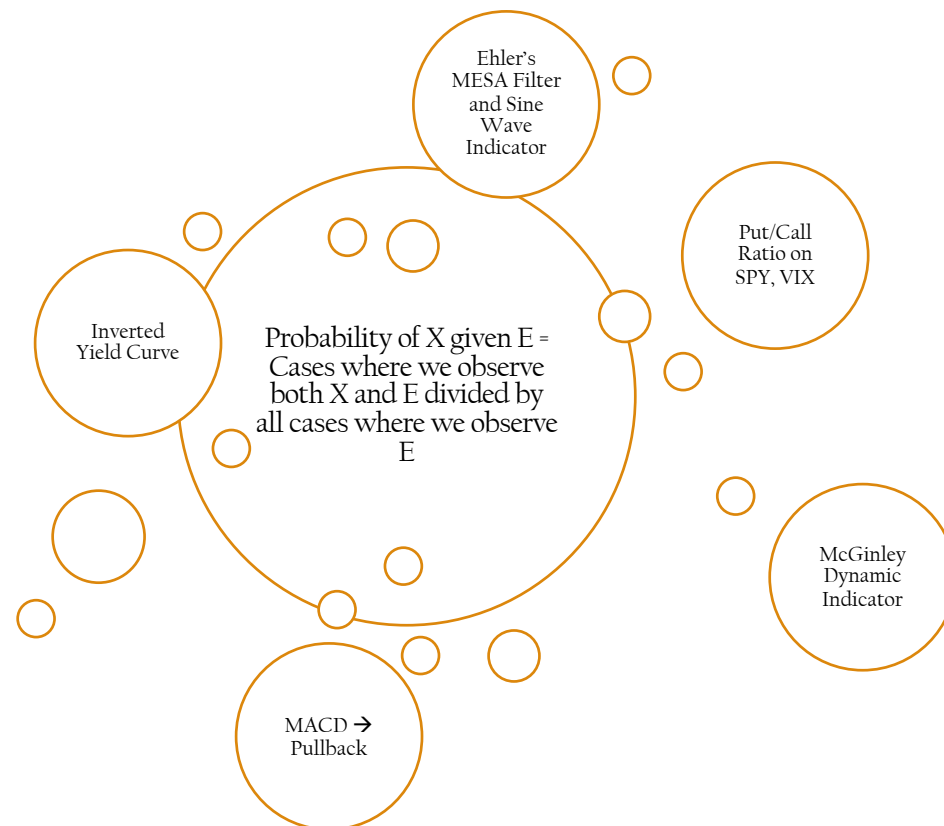 Ehler's
MESA Filter
and Sine
Wave
Indicator
Put/Call
Ratio on
SPY, VIX
Inverted
Yield Curve
Probability of X given E =
Cases where we observe
both X and E divided by
all cases where we observe
E
McGinley
Dynamic
Indicator
MACD →
Pullback